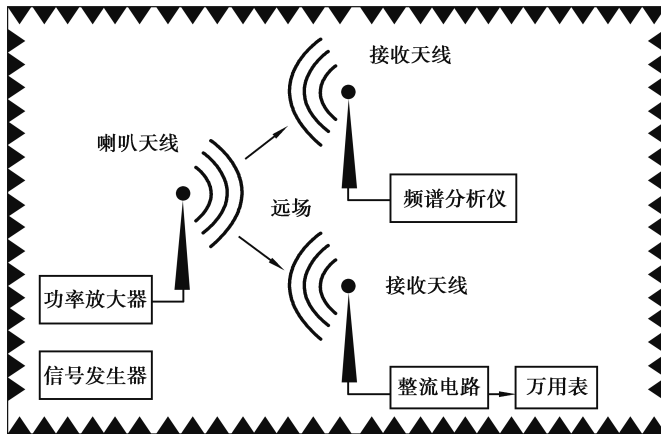 接收天线
喇叭天线
频谱分析仪
远场
接收天线
功率放大器
信号发生器
整流电路
万用表